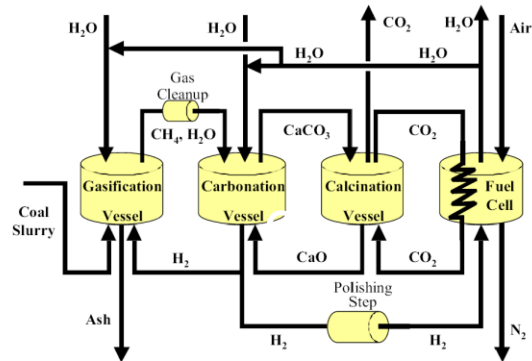 H₂O
H₂O
CO₂
H₂O
Air
H₂O
H₂O
Gas
Cleanup
CH₄, H₂O
CaCO₃
CO₂
Gasification
Vessel
Carbonation
Vessel
Calcination
Vessel
Fuel
Cell
Coal
Slurry
H₂
CaO
CO₂
Polishing
Step
Ash
H₂
H₂
N₂